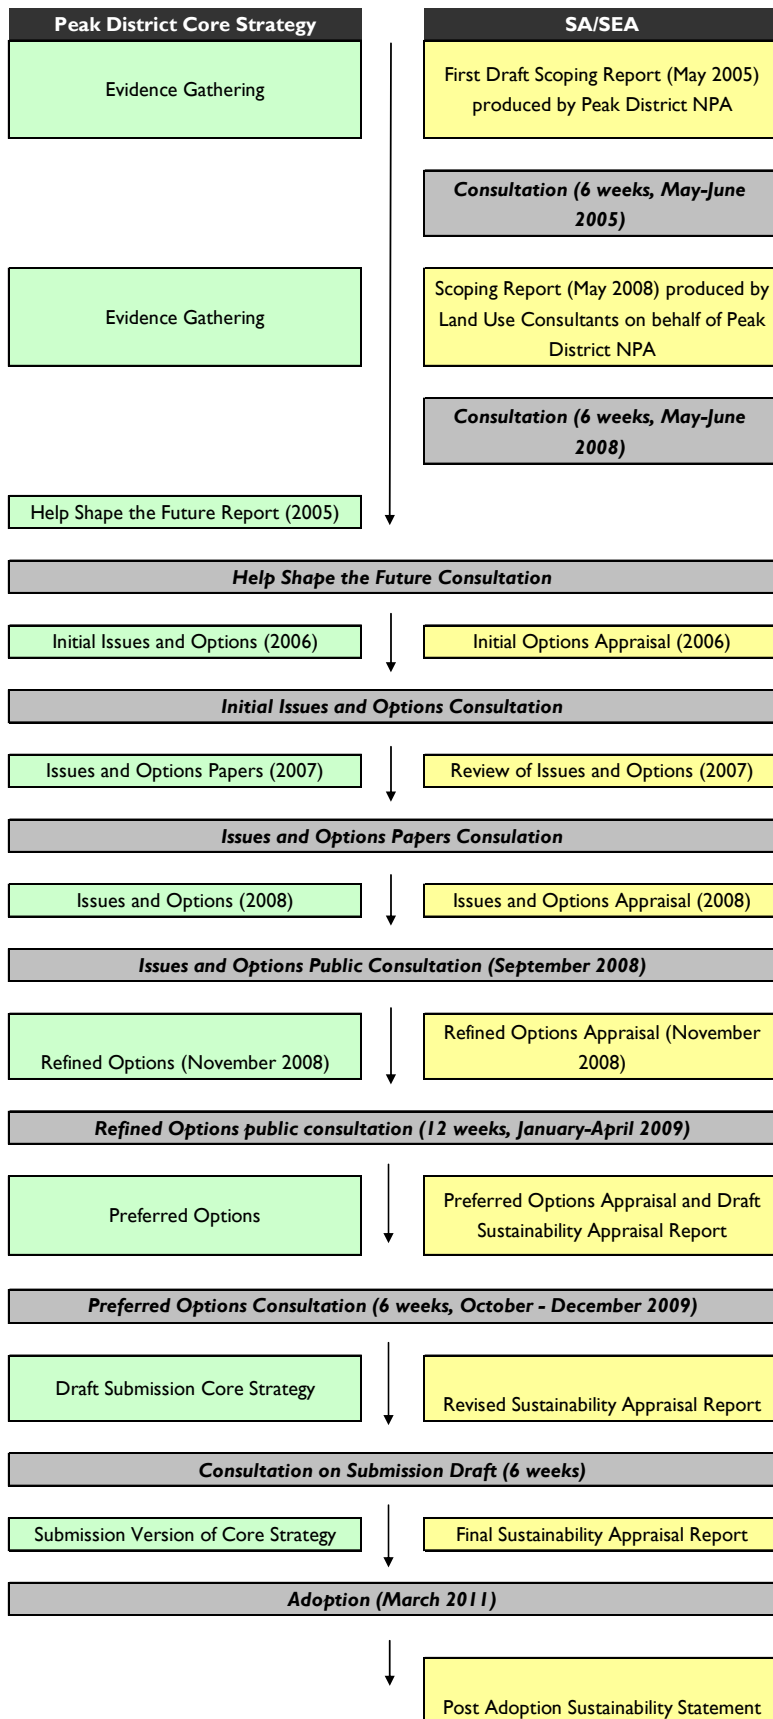 Peak District Core Strategy
SA/SEA
Evidence Gathering
First Draft Scoping Report (May 2005)
produced by Peak District NPA
Consultation (6 weeks, May-June
2005)
Evidence Gathering
Scoping Report (May 2008) produced by
Land Use Consultants on behalf of Peak
District NPA
Consultation (6 weeks, May-June
2008)
Help Shape the Future Report (2005)
Help Shape the Future Consultation
Initial Issues and Options (2006)
Initial Options Appraisal (2006)
Initial Issues and Options Consultation
Issues and Options Papers (2007)
Review of Issues and Options (2007)
Issues and Options Papers Consulation
Issues and Options (2008)
Issues and Options Appraisal (2008)
Issues and Options Public Consultation (September 2008)
Refined Options (November 2008)
Refined Options Appraisal (November
2008)
Refined Options public consultation (12 weeks, January-April 2009)
Preferred Options
Preferred Options Appraisal and Draft
Sustainability Appraisal Report
Preferred Options Consultation (6 weeks, October - December 2009)
Draft Submission Core Strategy
Revised Sustainability Appraisal Report
Consultation on Submission Draft (6 weeks)
Submission Version of Core Strategy
Final Sustainability Appraisal Report
Adoption (March 2011)
Post Adoption Sustainability Statement